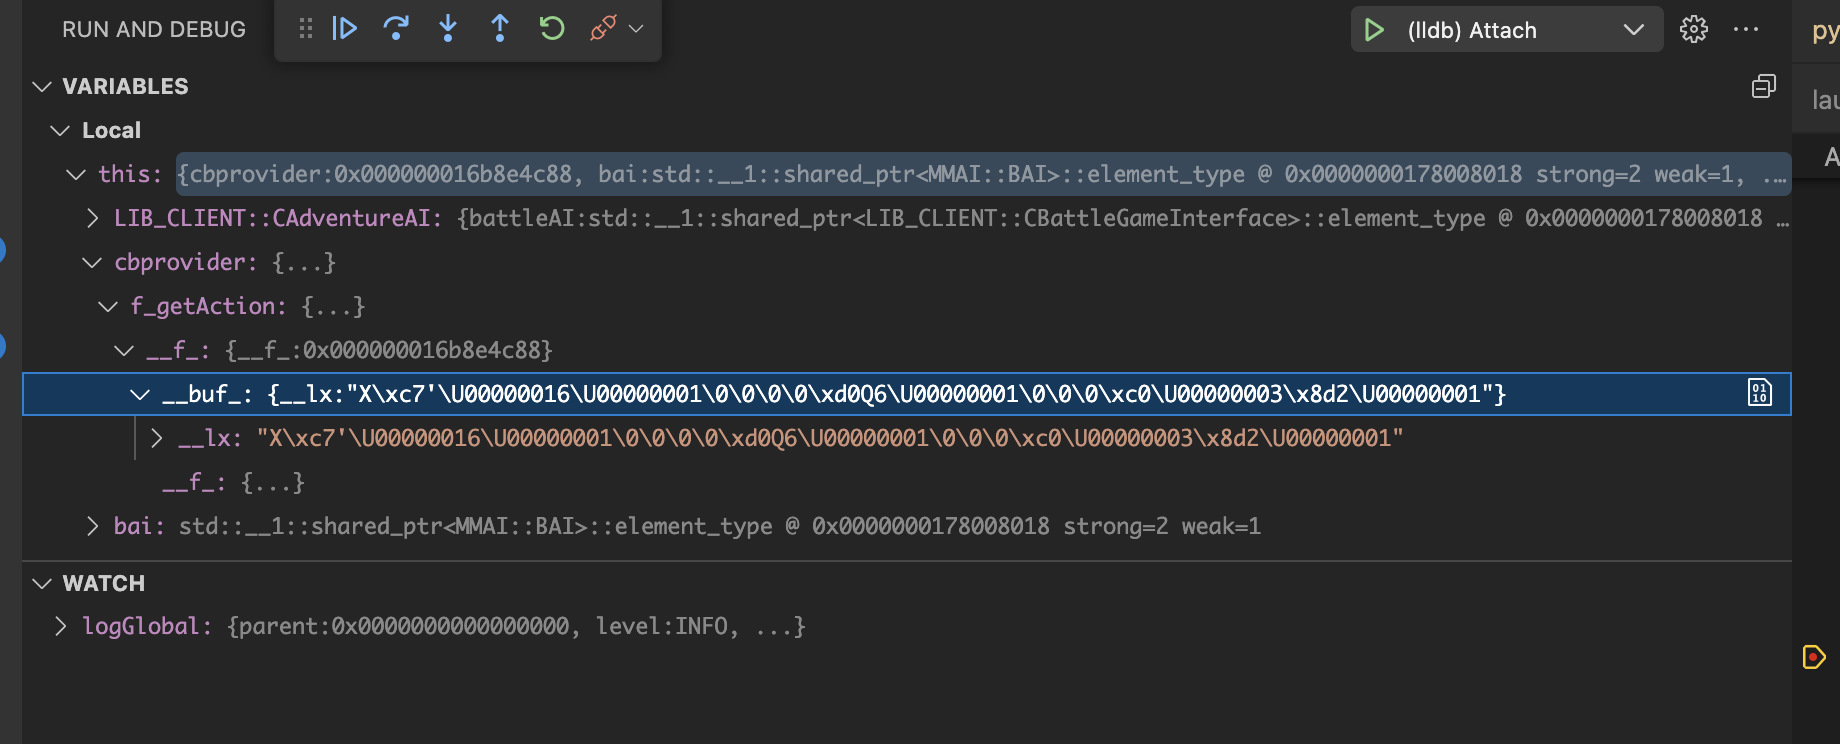 RUN AND DEBUG
(lldb) Attach
py
VARIABLES
lau
Local
A
this: {cbprovider:0x000000016b8e4c88, bai:std::__1::shared_ptr<MMAI::BAI>::element_type @ 0x0000000178008018 strong=2 weak=1, ...
LIB_CLIENT::CAdventureAI: {battleAI:std::__1::shared_ptr<LIB_CLIENT::CBattleGameInterface>::element_type @ 0x0000000178008018 ...
cbprovider: {...}
f_getAction: {...}
__f_: {__f_:0x000000016b8e4c88}
__buf_: {__lx:"X\xc7'\U00000016\U00000001\0\0\0\0\xd0Q6\U00000001\0\0\0\xc0\U00000003\x8d2\U00000001"}
__lx: "X\xc7'\U00000016\U00000001\0\0\0\0\xd0Q6\U00000001\0\0\0\xc0\U00000003\x8d2\U00000001"
__f_: {...}
bai: std::__1::shared_ptr<MMAI::BAI>::element_type @ 0x0000000178008018 strong=2 weak=1
WATCH
logGlobal: {parent:0x0000000000000000, level:INFO, ...}